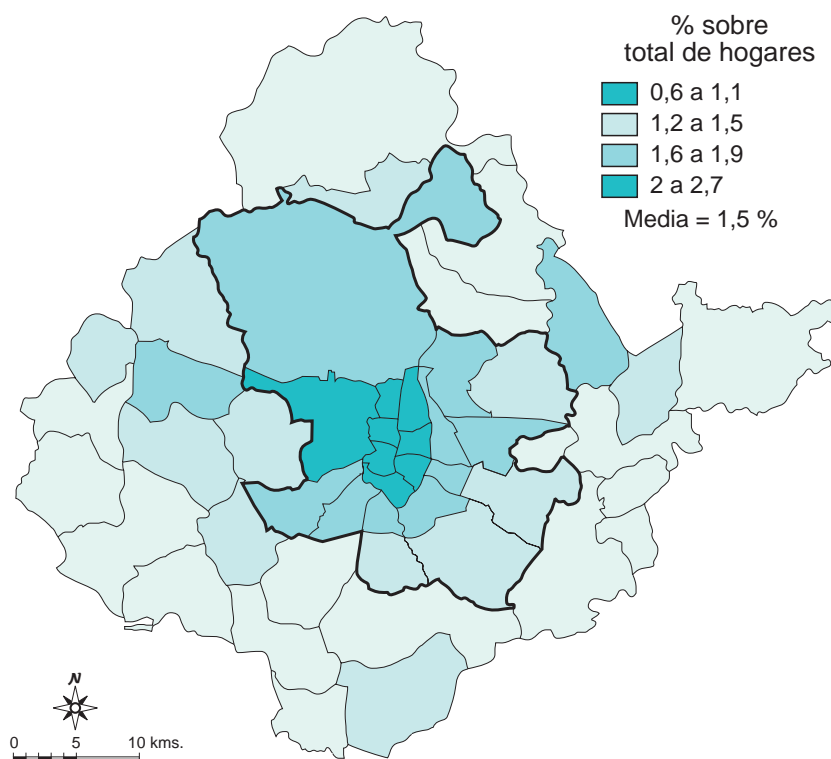 % sobre
total de hogares
0,6 a 1,1
1,2 a 1,5
1,6 a 1,9
2 a 2,7
Media = 1,5 %
N
0 5 10 kms.